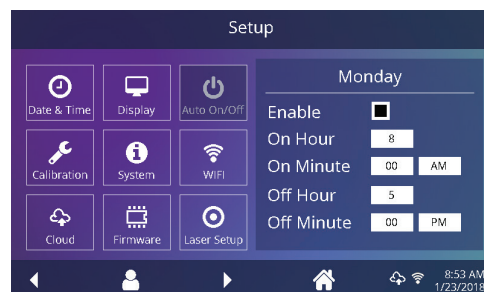 Setup
Date & Time
Display
Auto On/Off
Calibration
System
WIFI
Cloud
Firmware
Laser Setup
Monday
Enable
On Hour 8
On Minute 00 AM
Off Hour 5
Off Minute 00 PM
8:53 AM
1/23/2018